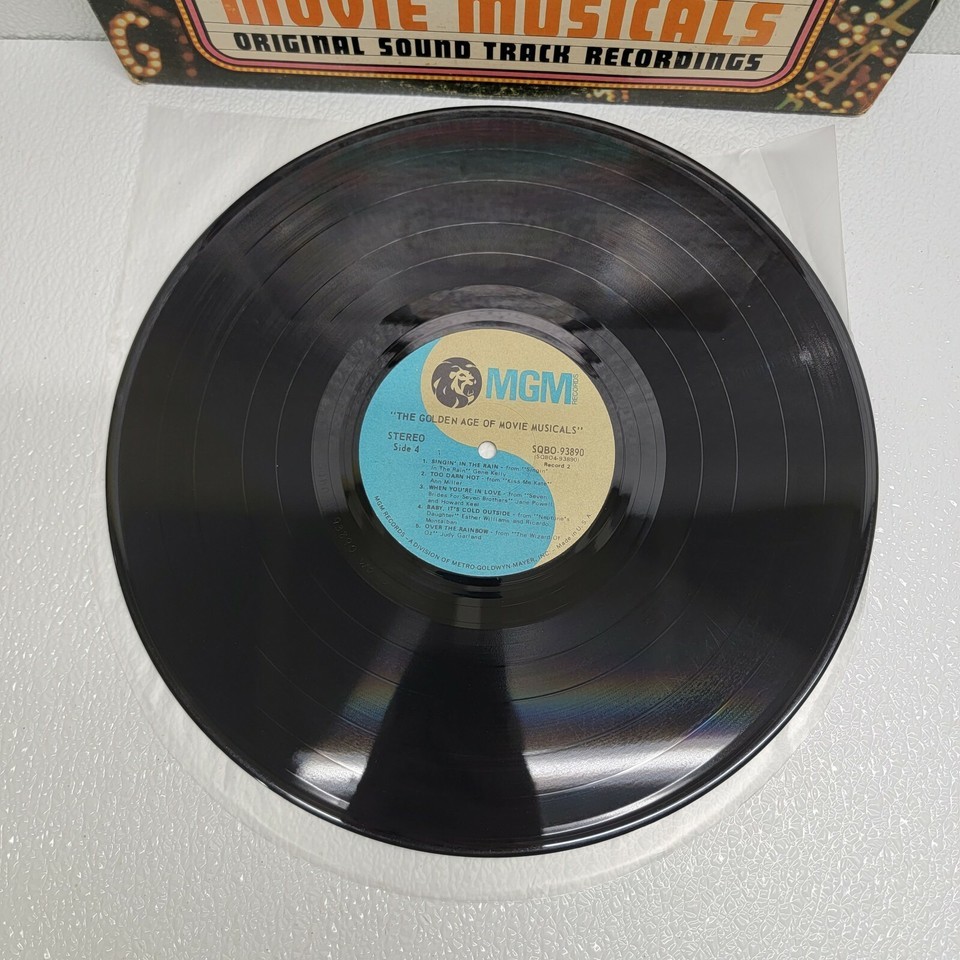 MOVIE MUSICALS
ORIGINAL SOUND TRACK RECORDINGS
MGM
RECORDS
"THE GOLDEN AGE OF MOVIE MUSICALS"
STEREO
Side 4
SQBO-93890
(SQBO4-93890)
Record 2
1. SINGIN' IN THE RAIN - from "Singin'
In The Rain" Gene Kelly
2. TOO DARN HOT - from "Kiss Me Kate"
Ann Miller
3. WHEN YOU'RE IN LOVE - from "Seven
Brides For Seven Brothers" Jane Powell
and Howard Keel
4. BABY, IT'S COLD OUTSIDE - from "Neptune's
Daughter" Esther Williams and Ricardo
Montalban
5. OVER THE RAINBOW - from "The Wizard Of
Oz" Judy Garland
MGM RECORDS - A DIVISION OF METRO-GOLDWYN-MAYER, INC. - Made in U.S.A.